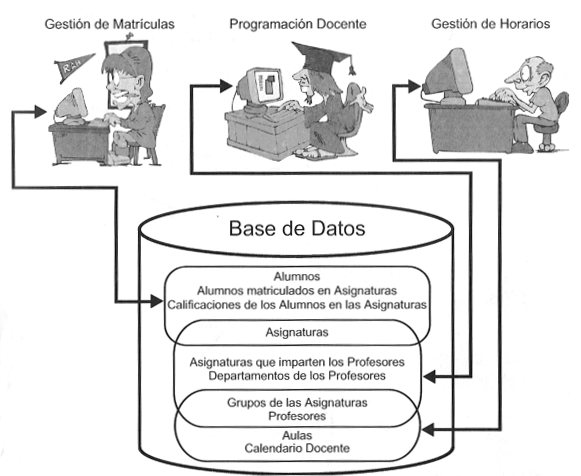 Gestión de Matrículas
Programación Docente
Gestión de Horarios
Base de Datos
Alumnos
Alumnos matriculados en Asignaturas
Calificaciones de los Alumnos en las Asignaturas
Asignaturas
Asignaturas que imparten los Profesores
Departamentos de los Profesores
Grupos de las Asignaturas
Profesores
Aulas
Calendario Docente